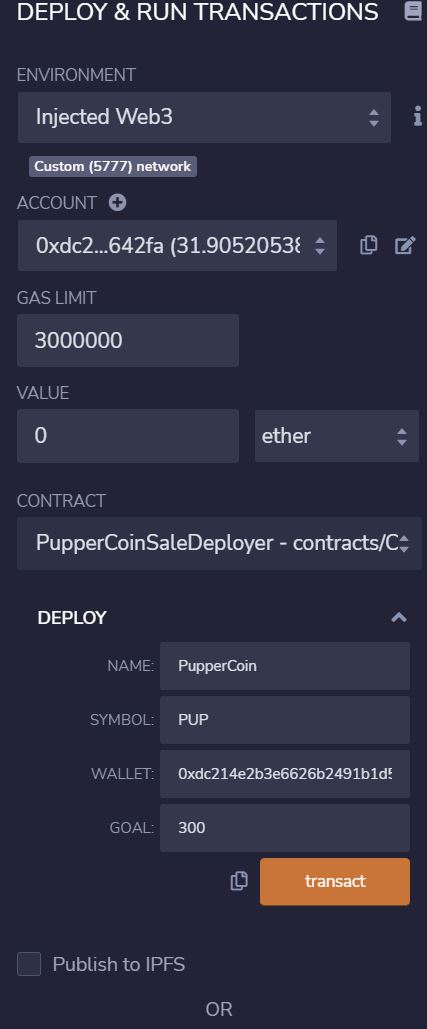 DEPLOY & RUN TRANSACTIONS
ENVIRONMENT
Injected Web3
Custom (5777) network
ACCOUNT
0xdc2...642fa (31.90520538
GAS LIMIT
3000000
VALUE
0 ether
CONTRACT
PupperCoinSaleDeployer - contracts/C
DEPLOY
NAME: PupperCoin
SYMBOL: PUP
WALLET: 0xdc214e2b3e6626b2491b1d5
GOAL: 300
transact
Publish to IPFS
OR